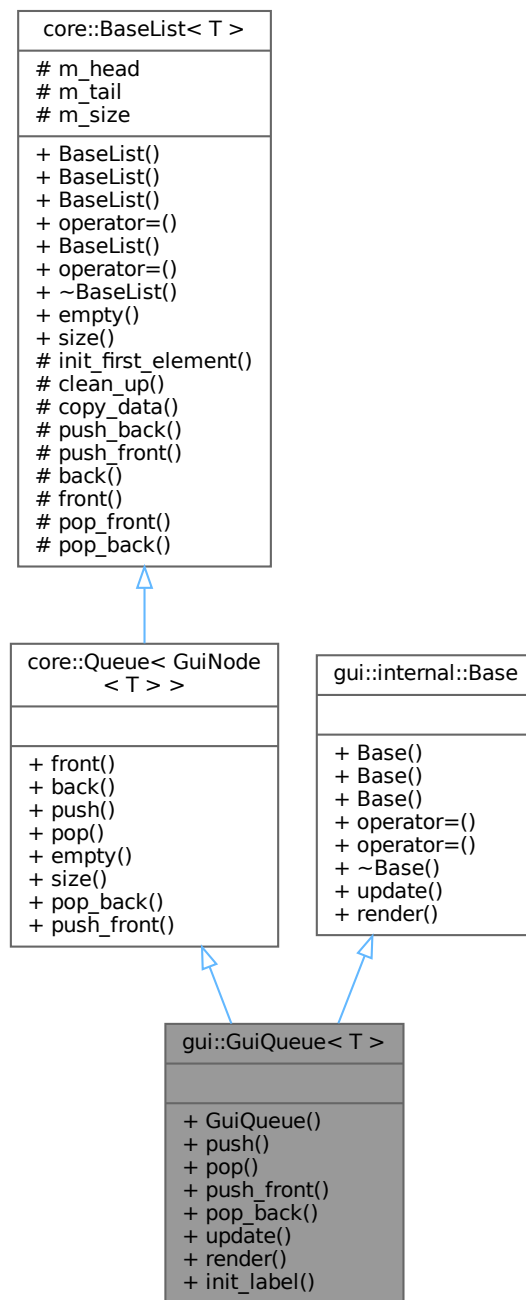 core::BaseList< T >
# m_head
# m_tail
# m_size
+ BaseList()
+ BaseList()
+ BaseList()
+ operator=()
+ BaseList()
+ operator=()
+ ~BaseList()
+ empty()
+ size()
# init_first_element()
# clean_up()
# copy_data()
# push_back()
# push_front()
# back()
# front()
# pop_front()
# pop_back()
core::Queue< GuiNode
< T > >
+ front()
+ back()
+ push()
+ pop()
+ empty()
+ size()
+ pop_back()
+ push_front()
gui::internal::Base
+ Base()
+ Base()
+ Base()
+ operator=()
+ operator=()
+ ~Base()
+ update()
+ render()
gui::GuiQueue< T >
+ GuiQueue()
+ push()
+ pop()
+ push_front()
+ pop_back()
+ update()
+ render()
+ init_label()